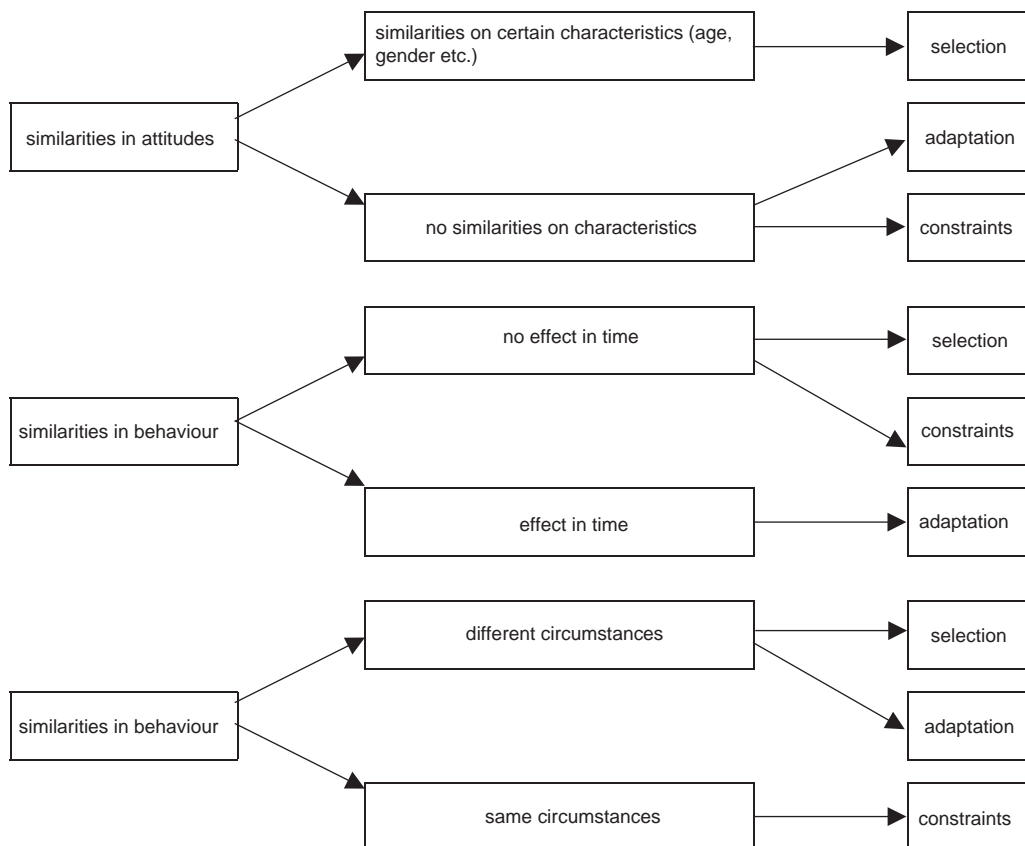 similarities on certain characteristics (age,
gender etc.)
selection
similarities in attitudes
adaptation
no similarities on characteristics
constraints
no effect in time
selection
similarities in behaviour
constraints
effect in time
adaptation
different circumstances
selection
similarities in behaviour
adaptation
same circumstances
constraints